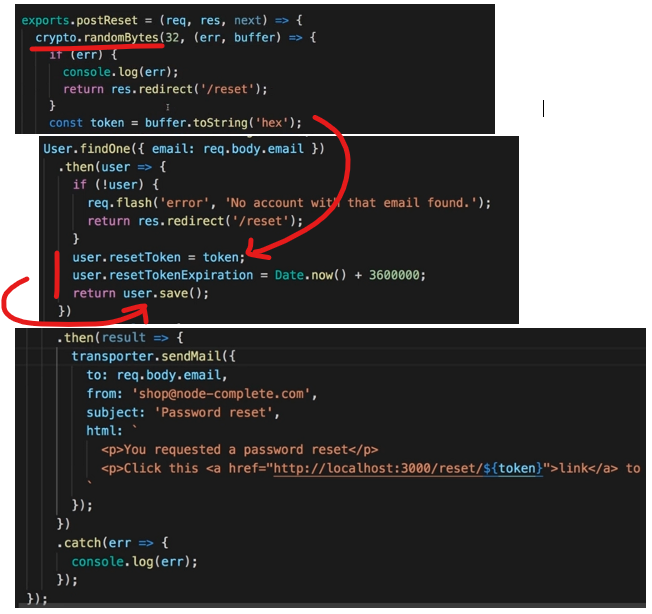 exports.postReset = (req, res, next) => {
crypto.randomBytes(32, (err, buffer) => {
if (err) {
console.log(err);
return res.redirect('/reset');
}
const token = buffer.toString('hex');
User.findOne({ email: req.body.email })
.then(user => {
if (!user) {
req.flash('error', 'No account with that email found.');
return res.redirect('/reset');
}
user.resetToken = token;
user.resetTokenExpiration = Date.now() + 3600000;
return user.save();
})
.then(result => {
transporter.sendMail({
to: req.body.email,
from: 'shop@node-complete.com',
subject: 'Password reset',
html: `
<p>You requested a password reset</p>
<p>Click this <a href="http://localhost:3000/reset/${token}">link</a> to
`
});
})
.catch(err => {
console.log(err);
});
});